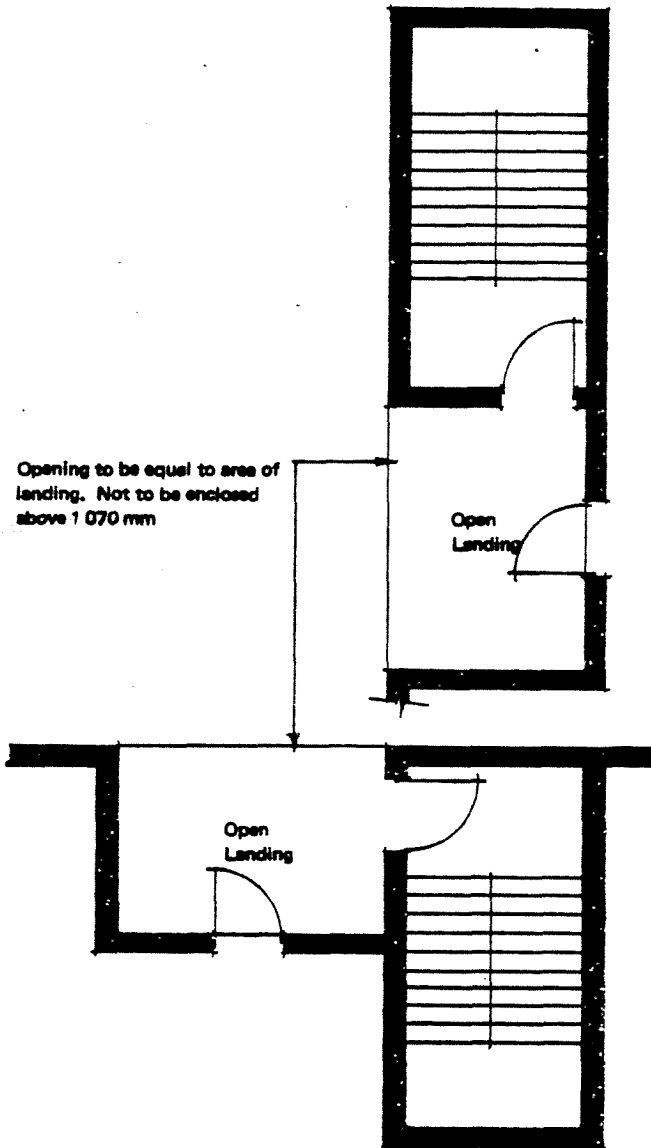 Opening to be equal to area of
landing. Not to be enclosed
above 1 070 mm
Open
Landing
Open
Landing